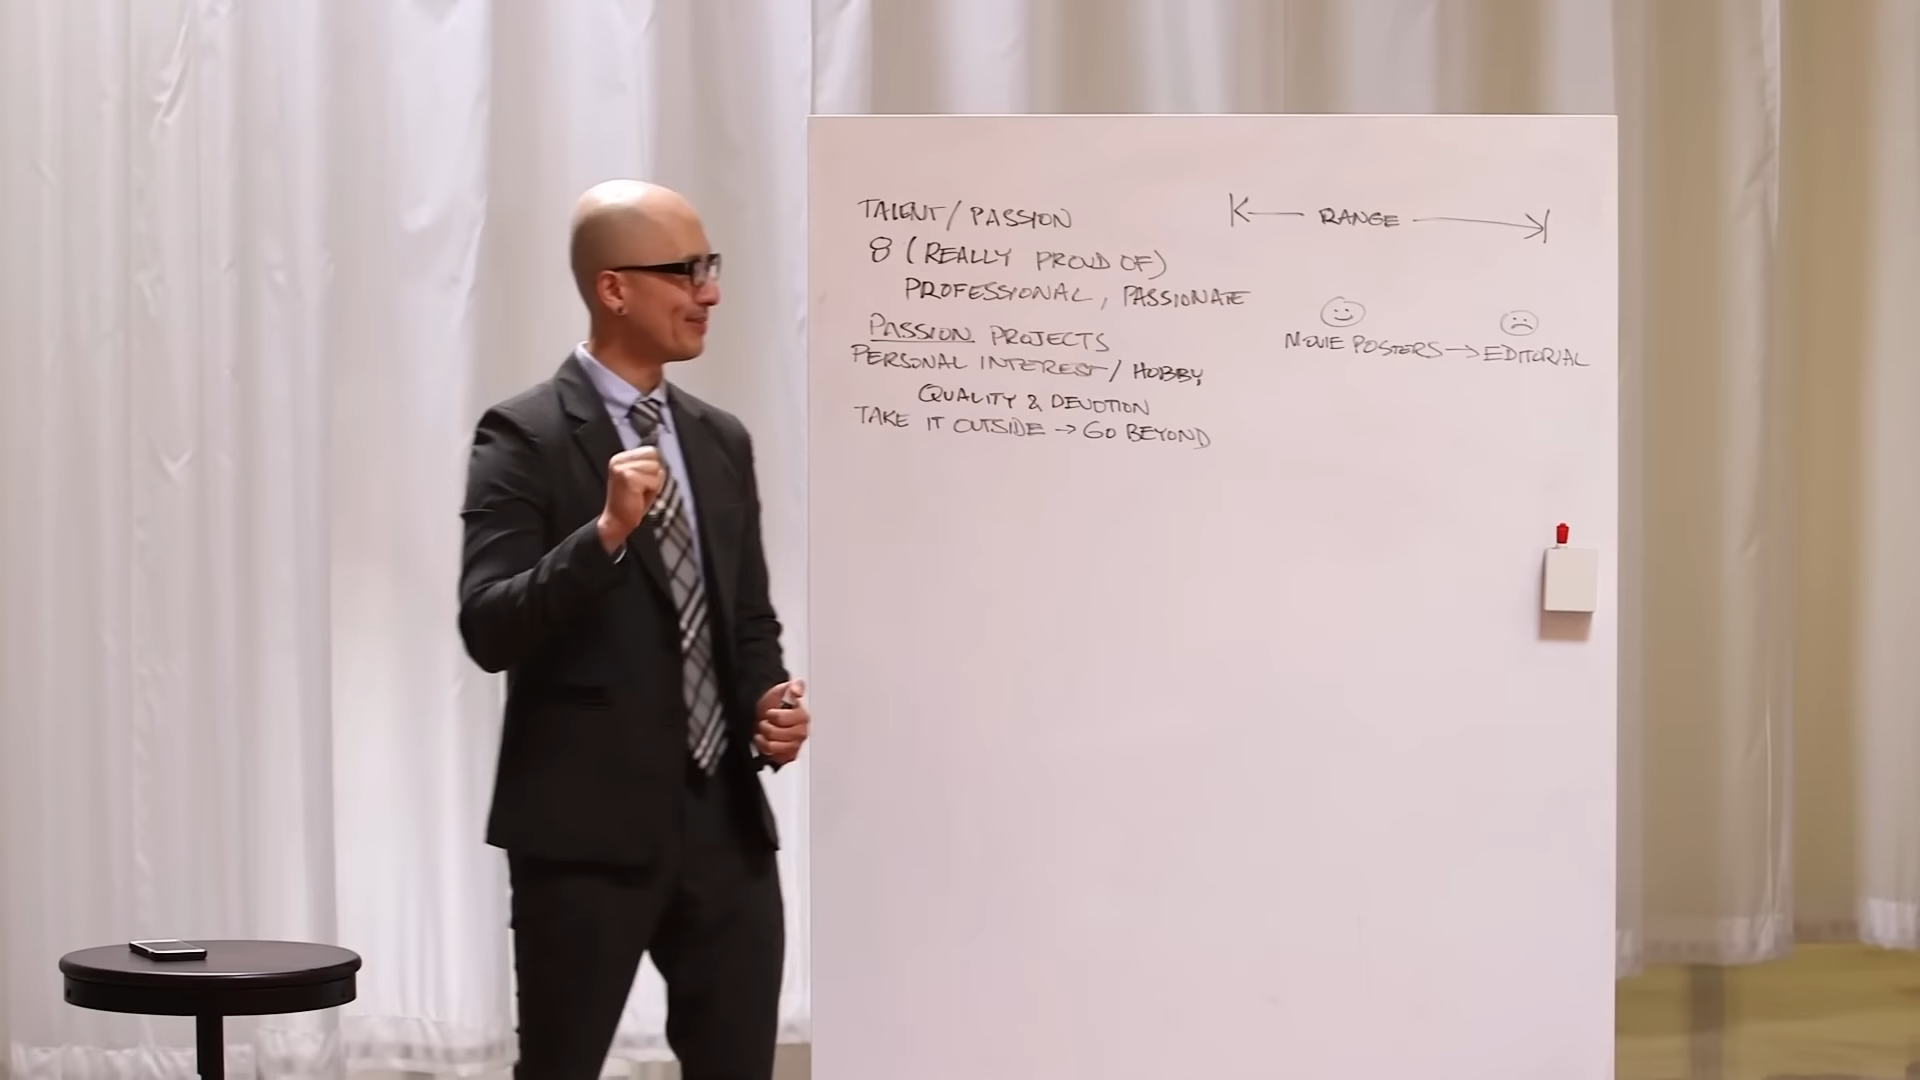 TALENT/PASSION
8 (REALLY PROUD OF)
PROFESSIONAL, PASSIONATE
PASSION PROJECTS
PERSONAL INTEREST/HOBBY
QUALITY & DEVOTION
TAKE IT OUTSIDE → GO BEYOND
RANGE
MOVIE POSTERS → EDITORIAL